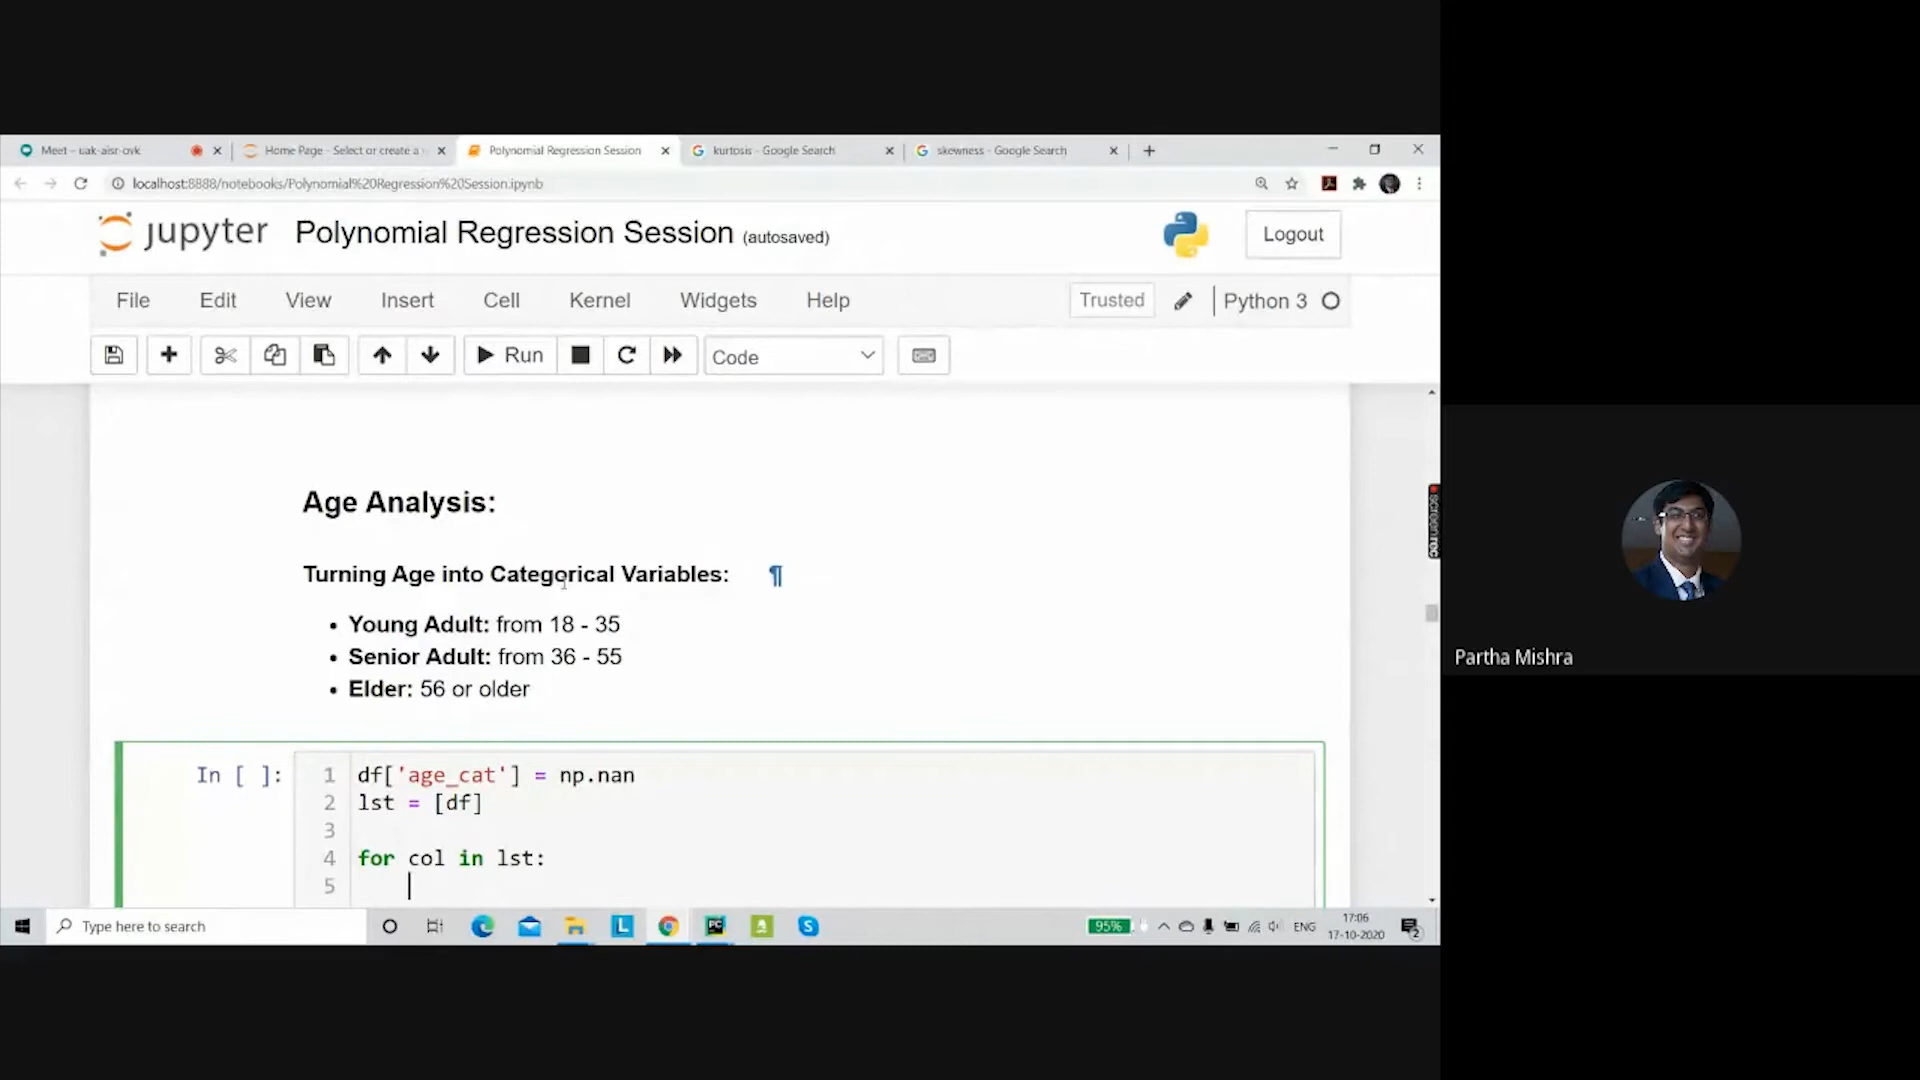 Meet – uak-aisr-ovk
Home Page - Select or create a
Polynomial Regression Session
kurtosis - Google Search
skewness - Google Search
localhost:8888/notebooks/Polynomial%20Regression%20Session.ipynb
jupyter Polynomial Regression Session (autosaved)
Logout
File Edit View Insert Cell Kernel Widgets Help
Trusted Python 3
Run Code
Age Analysis:
Turning Age into Categorical Variables: ¶
• Young Adult: from 18 - 35
• Senior Adult: from 36 - 55
• Elder: 56 or older
In [ ]:
1 df['age_cat'] = np.nan
2 lst = [df]
3
4 for col in lst:
5
screenrec
Partha Mishra
Type here to search
L
PC
S
95%
ENG
17:06
17-10-2020
2